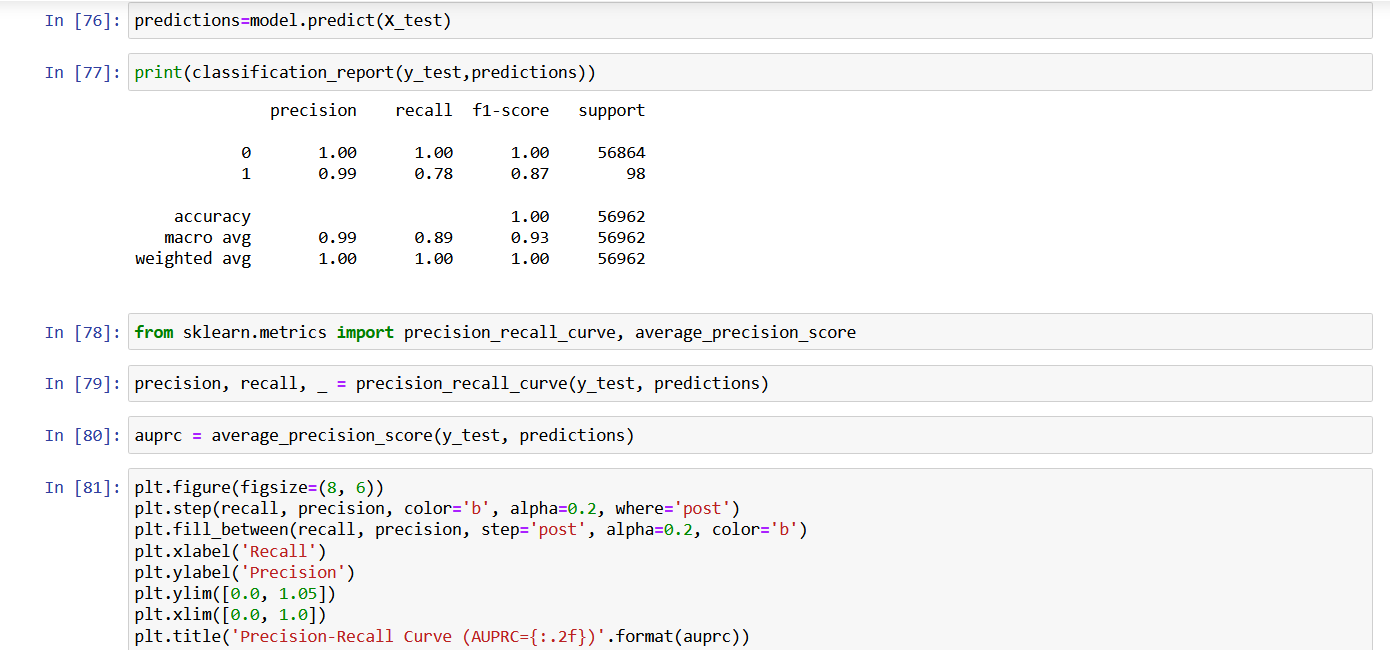 In [76]: predictions=model.predict(X_test)
In [77]: print(classification_report(y_test,predictions))
precision recall f1-score support
0 1.00 1.00 1.00 56864
1 0.99 0.78 0.87 98
accuracy 1.00 56962
macro avg 0.99 0.89 0.93 56962
weighted avg 1.00 1.00 1.00 56962
In [78]: from sklearn.metrics import precision_recall_curve, average_precision_score
In [79]: precision, recall, _ = precision_recall_curve(y_test, predictions)
In [80]: auprc = average_precision_score(y_test, predictions)
In [81]: plt.figure(figsize=(8, 6))
plt.step(recall, precision, color='b', alpha=0.2, where='post')
plt.fill_between(recall, precision, step='post', alpha=0.2, color='b')
plt.xlabel('Recall')
plt.ylabel('Precision')
plt.ylim([0.0, 1.05])
plt.xlim([0.0, 1.0])
plt.title('Precision-Recall Curve (AUPRC={:.2f})'.format(auprc))